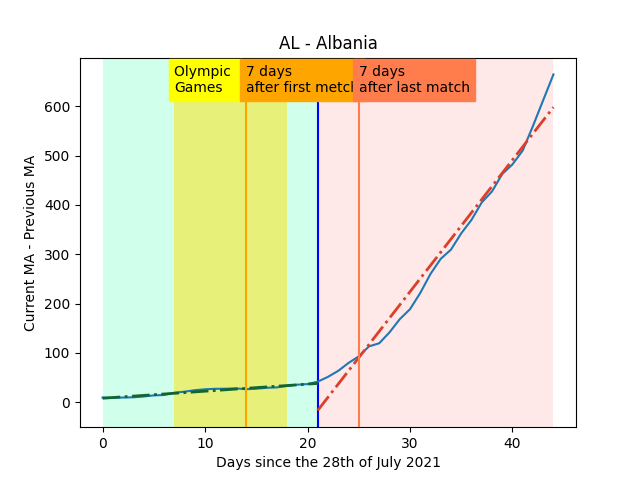 AL - Albania
Olympic
Games
7 days
after first metch
7 days
after last match
Current MA - Previous MA
600
500
400
300
200
100
0
0
10
20
30
40
Days since the 28th of July 2021